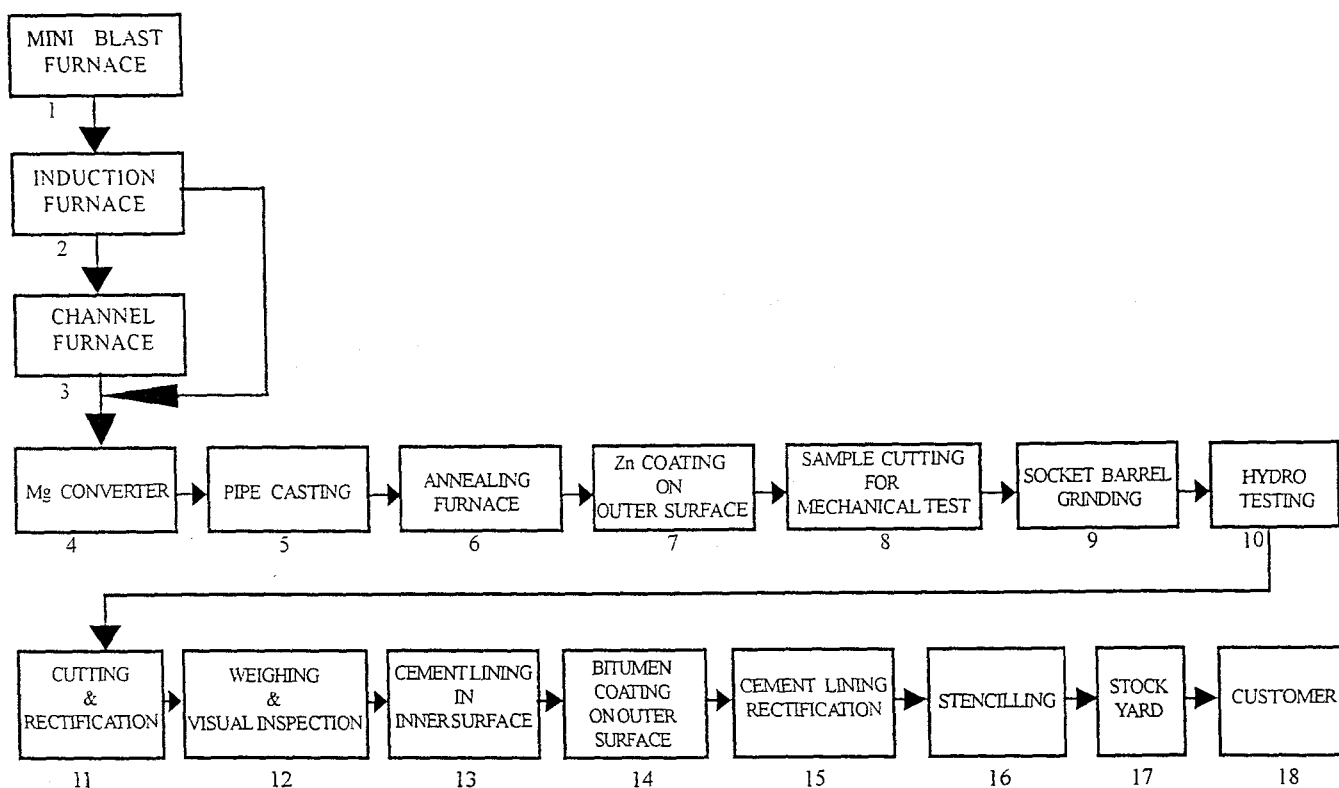 MINI BLAST
FURNACE
1
INDUCTION
FURNACE
2
CHANNEL
FURNACE
3
Mg CONVERTER
4
PIPE CASTING
5
ANNEALING
FURNACE
6
Zn COATING
ON
OUTER SURFACE
7
SAMPLE CUTTING
FOR
MECHANICAL TEST
8
SOCKET BARREL
GRINDING
9
HYDRO
TESTING
10
CUTTING
&
RECTIFICATION
11
WEIGHING
&
VISUAL INSPECTION
12
CEMENT LINING
IN
INNER SURFACE
13
BITUMEN
COATING
ON OUTER
SURFACE
14
CEMENT LINING
RECTIFICATION
15
STENCILLING
16
STOCK
YARD
17
CUSTOMER
18